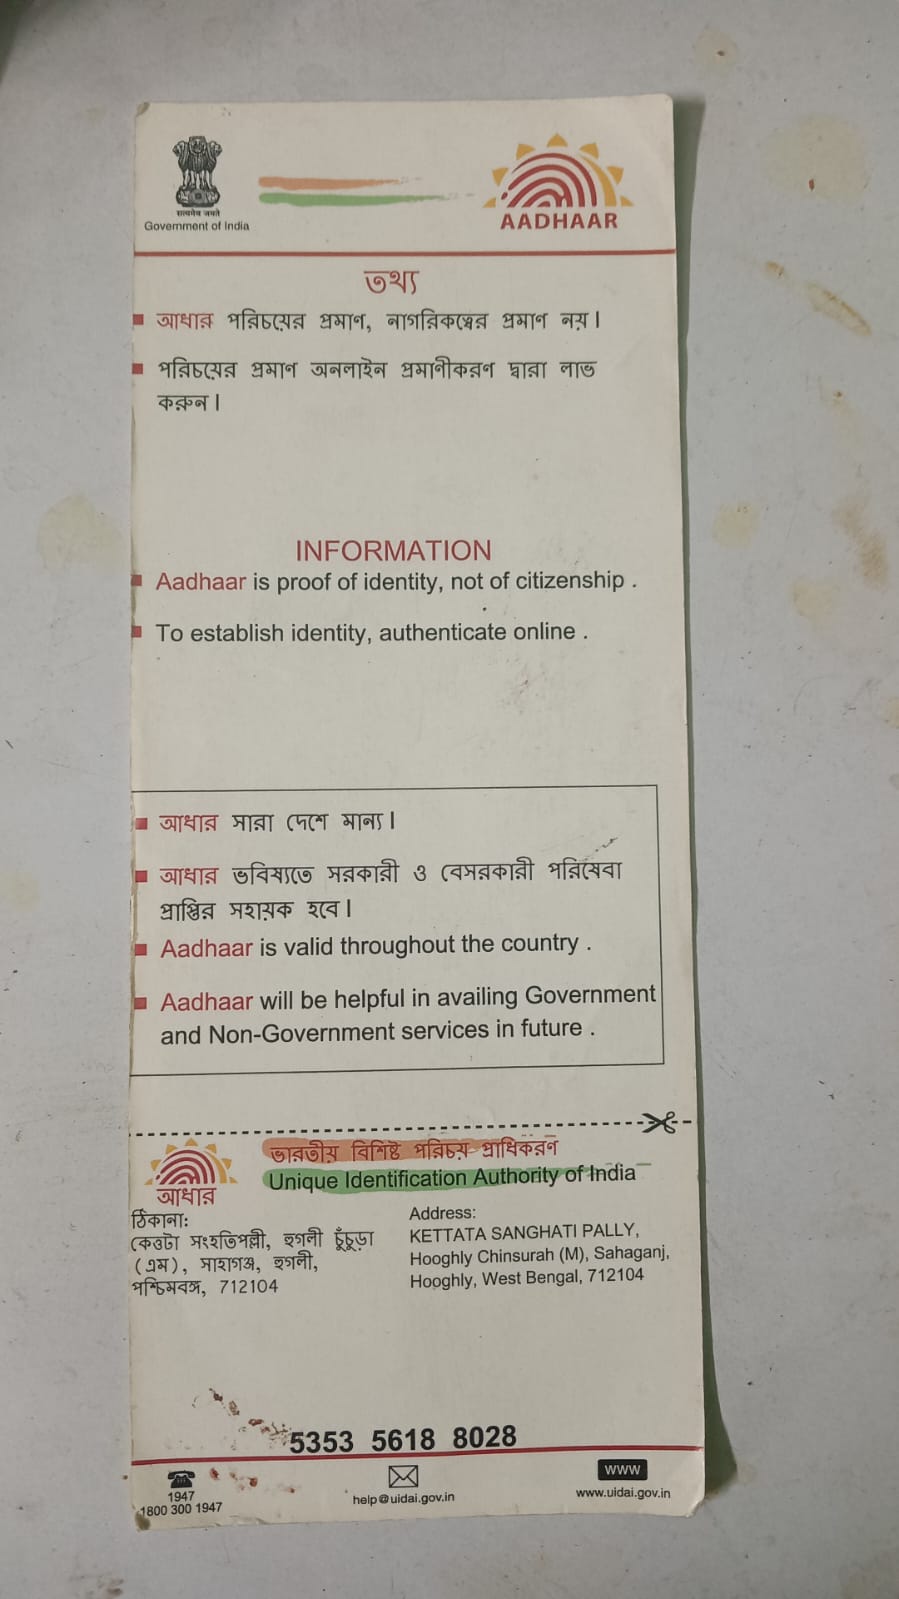 सत्यमेव जयते
Government of India
AADHAAR
তথ্য
আধার পরিচয়ের প্রমাণ, নাগরিকত্বের প্রমাণ নয়।
পরিচয়ের প্রমাণ অনলাইন প্রমাণীকরণ দ্বারা লাভ
করুন।
INFORMATION
Aadhaar is proof of identity, not of citizenship .
To establish identity, authenticate online .
আধার সারা দেশে মান্য।
আধার ভবিষ্যতে সরকারী ও বেসরকারী পরিষেবা
প্রাপ্তির সহায়ক হবে।
Aadhaar is valid throughout the country .
Aadhaar will be helpful in availing Government
and Non-Government services in future .
ভারতীয় বিশিষ্ট পরিচয় প্রাধিকরণ
Unique Identification Authority of India
আধার
ঠিকানা:
কেওটা সংহতিপল্লী, হুগলী চুঁচুড়া
(এম), সাহাগঞ্জ, হুগলী,
পশ্চিমবঙ্গ, 712104
Address:
KETTATA SANGHATI PALLY,
Hooghly Chinsurah (M), Sahaganj,
Hooghly, West Bengal, 712104
5353 5618 8028
1947
1800 300 1947
help@uidai.gov.in
WWW
www.uidai.gov.in